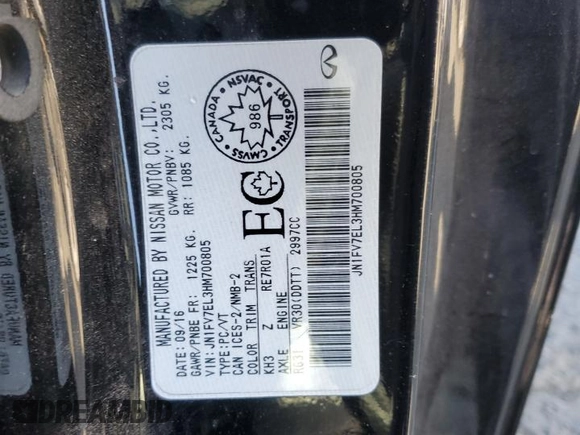 MANUFACTURED BY NISSAN MOTOR CO.,LTD.
DATE: 09/16 GVWR/PNBV: 2305 KG.
GAWR/PNBE FR: 1225 KG. RR: 1085 KG.
VIN: JN1FV7EL3HM700805
TYPE:PC/VT
CAN ICES-2/NMB-2
COLOR TRIM TRANS
KH3 Z RE7R01A
AXLE ENGINE
RG31 VR30(DDTT) 2997CC
EC
CANADA NSVAC TRANSPORT CMVSS
986
JN1FV7EL3HM700805
DREAMBID